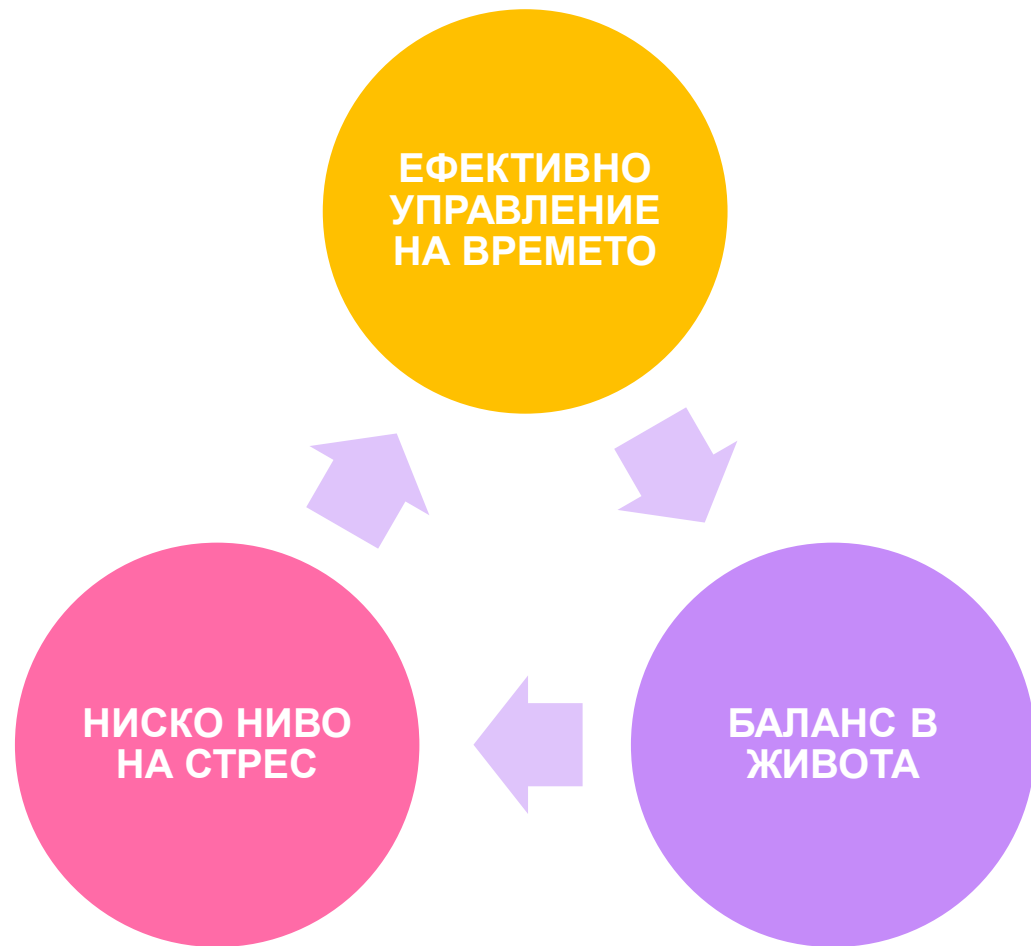 ЕФЕКТИВНО
УПРАВЛЕНИЕ
НА ВРЕМЕТО
НИСКО НИВО
НА СТРЕС
БАЛАНС В
ЖИВОТА